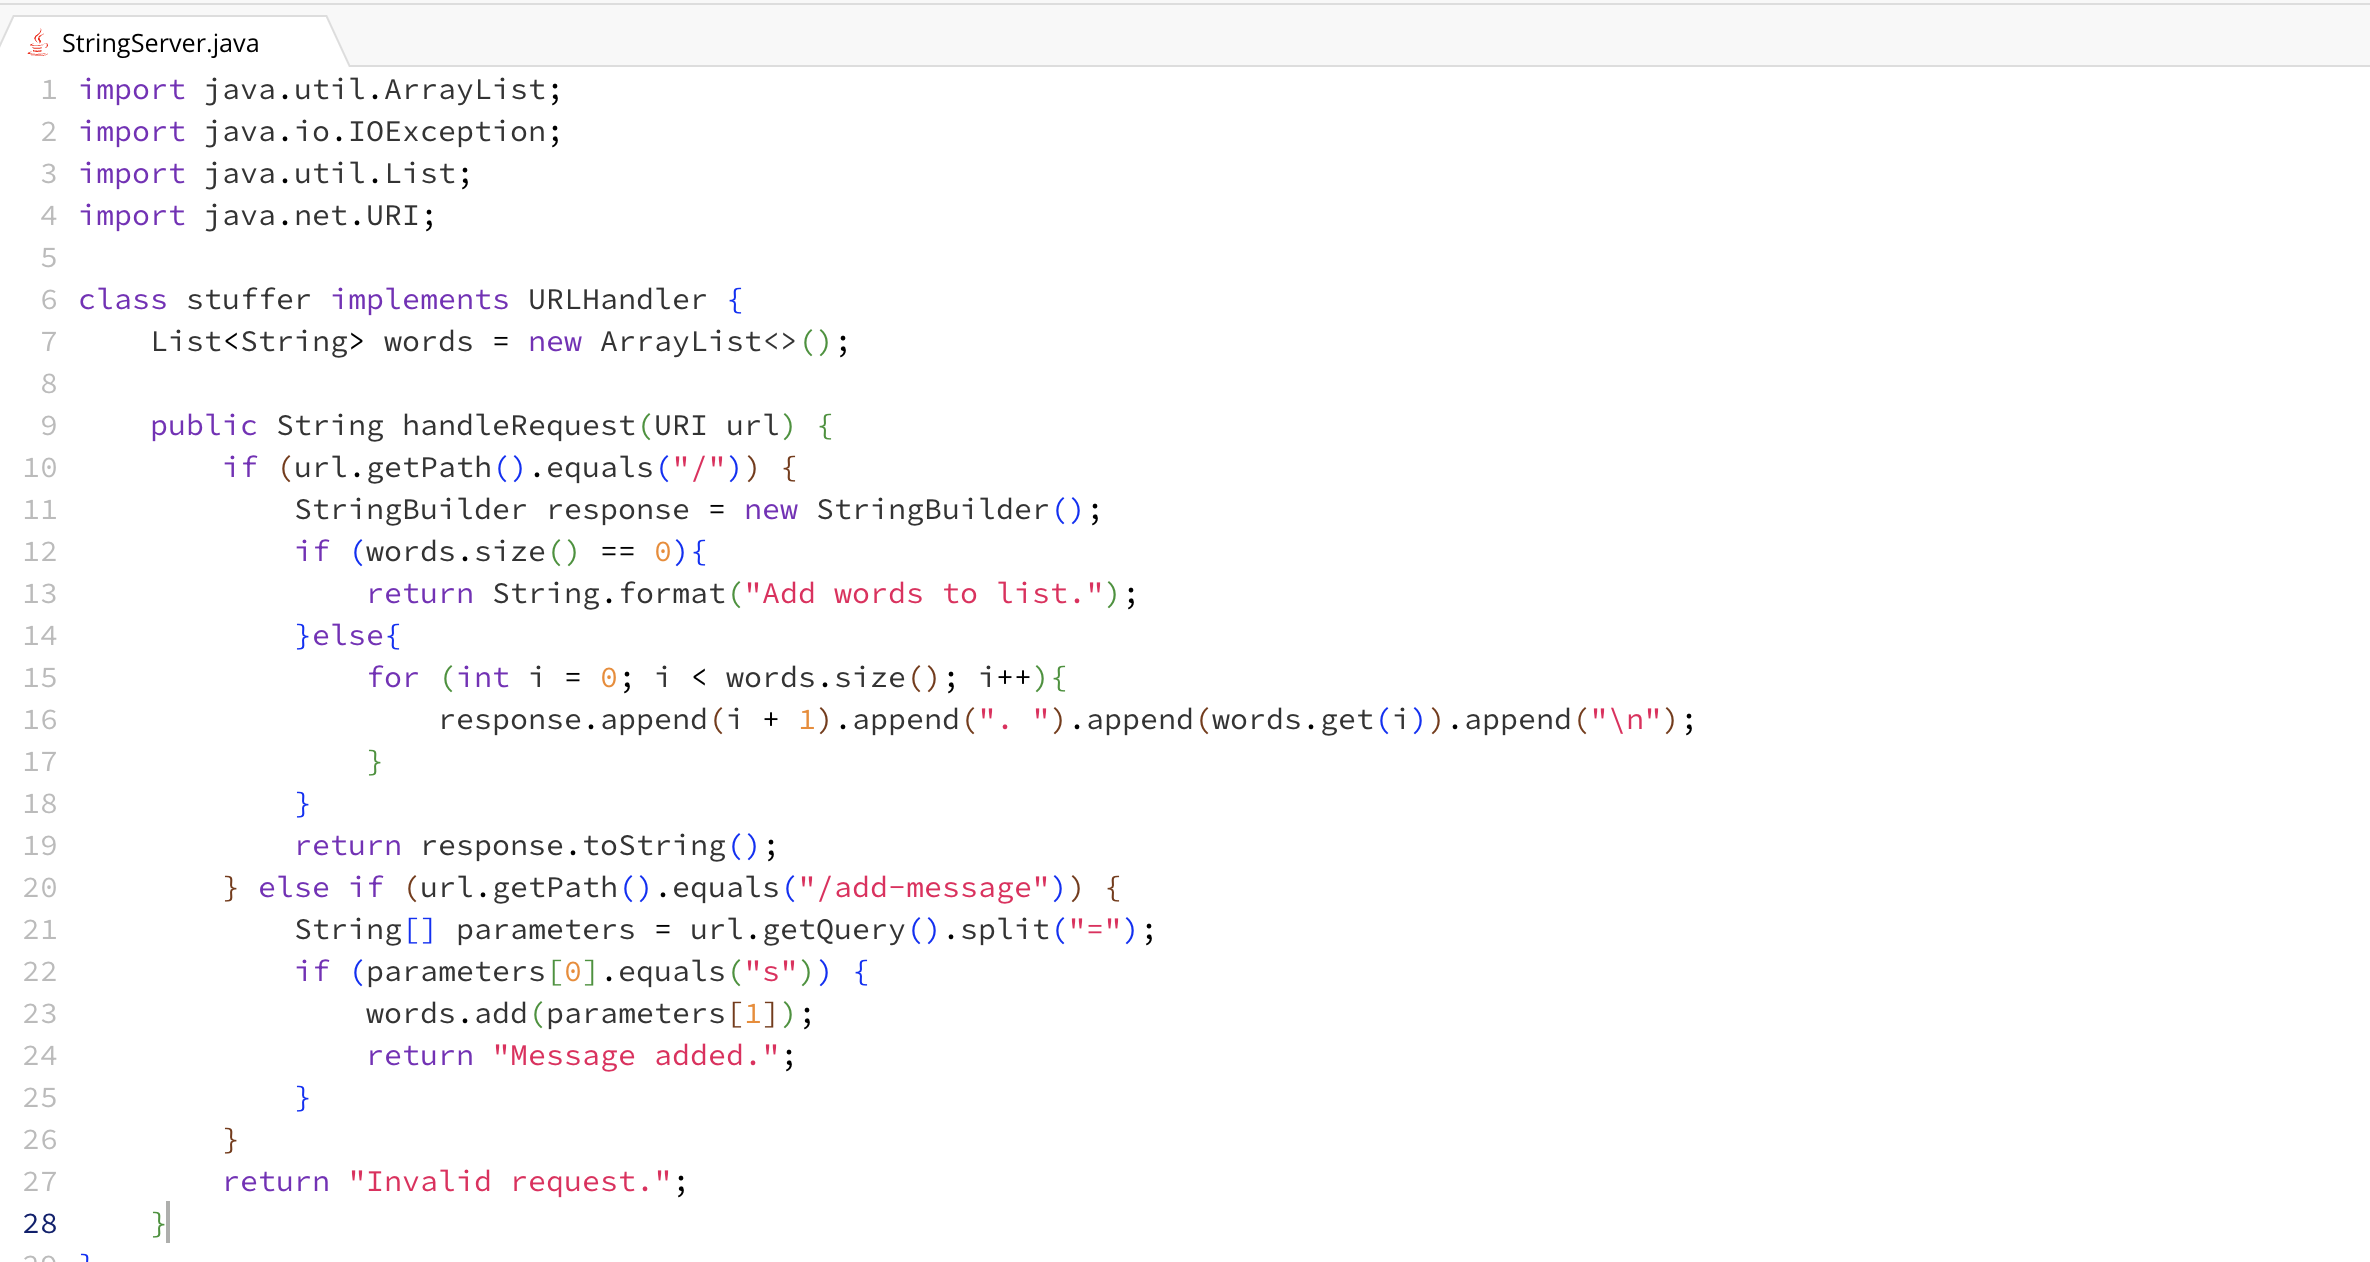 StringServer.java
1 import java.util.ArrayList;
2 import java.io.IOException;
3 import java.util.List;
4 import java.net.URI;
5
6 class stuffer implements URLHandler {
7     List<String> words = new ArrayList<>();
8
9     public String handleRequest(URI url) {
10         if (url.getPath().equals("/")) {
11             StringBuilder response = new StringBuilder();
12             if (words.size() == 0){
13                 return String.format("Add words to list.");
14             }else{
15                 for (int i = 0; i < words.size(); i++){
16                     response.append(i + 1).append(". ").append(words.get(i)).append("\n");
17                 }
18             }
19             return response.toString();
20         } else if (url.getPath().equals("/add-message")) {
21             String[] parameters = url.getQuery().split("=");
22             if (parameters[0].equals("s")) {
23                 words.add(parameters[1]);
24                 return "Message added.";
25             }
26         }
27         return "Invalid request.";
28     }
29 }